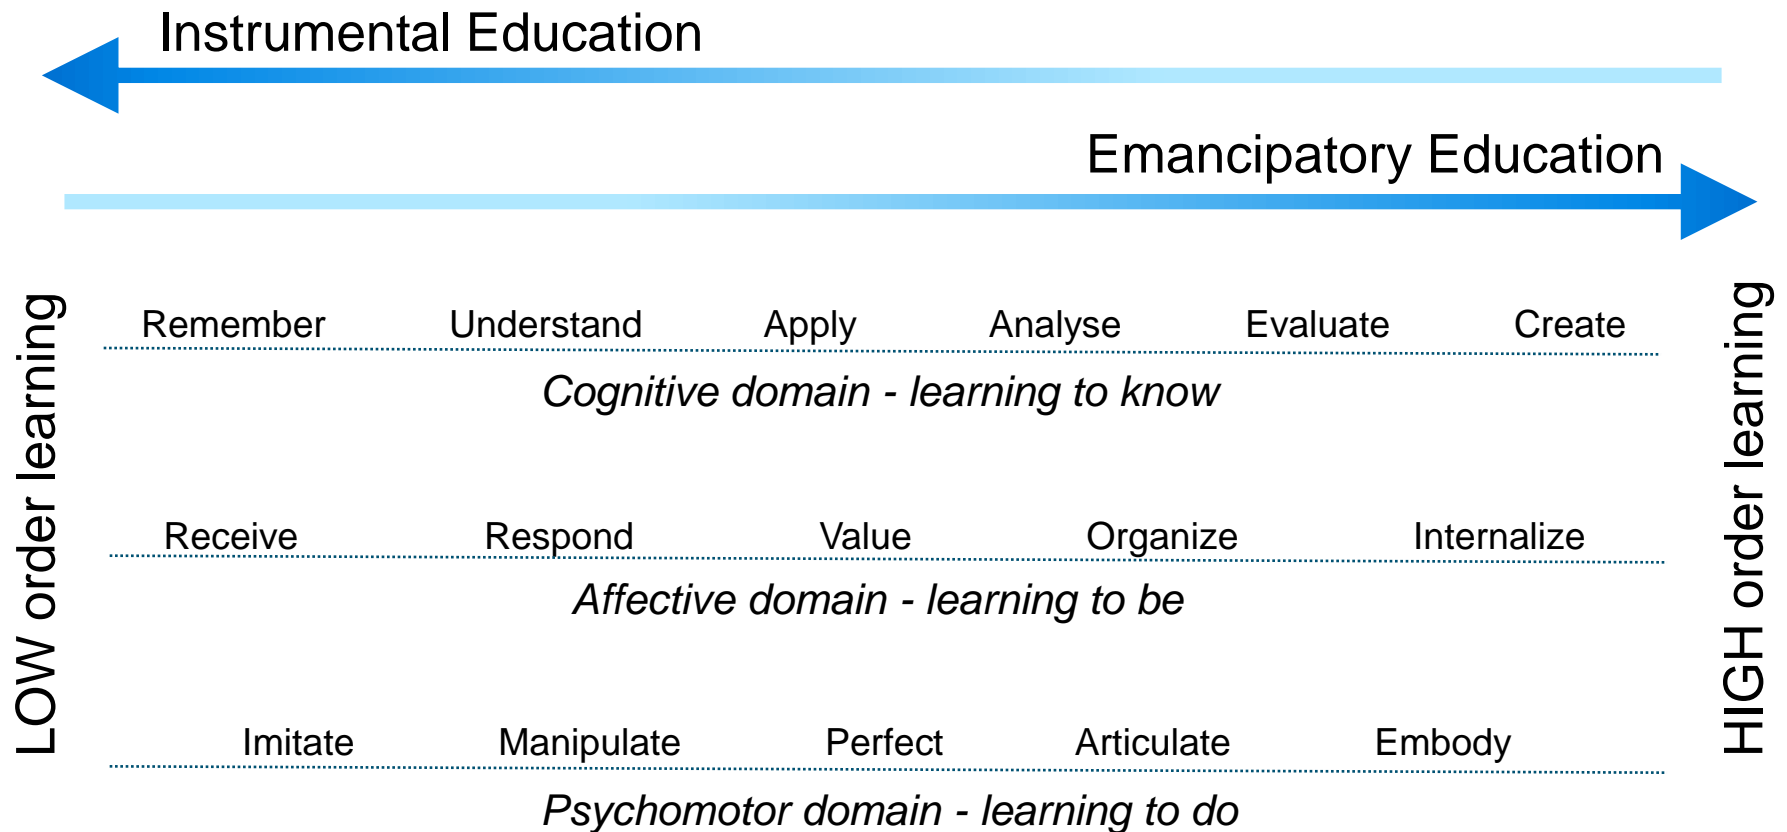 Instrumental Education
Emancipatory Education
LOW order learning
HIGH order learning
Remember Understand Apply Analyse Evaluate Create
Cognitive domain - learning to know
Receive Respond Value Organize Internalize
Affective domain - learning to be
Imitate Manipulate Perfect Articulate Embody
Psychomotor domain - learning to do